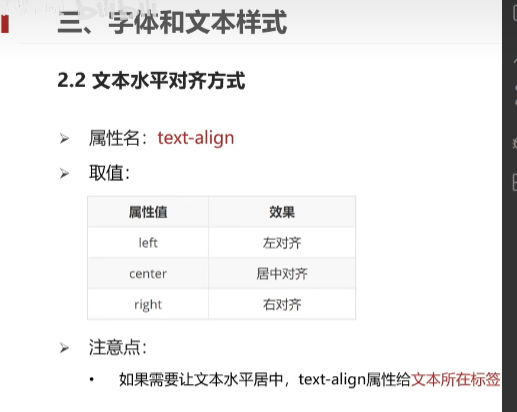 三、字体和文本样式
bilibili
2.2 文本水平对齐方式
属性名：text-align
取值：
属性值 效果
left 左对齐
center 居中对齐
right 右对齐
注意点：
如果需要让文本水平居中，text-align属性给文本所在标签